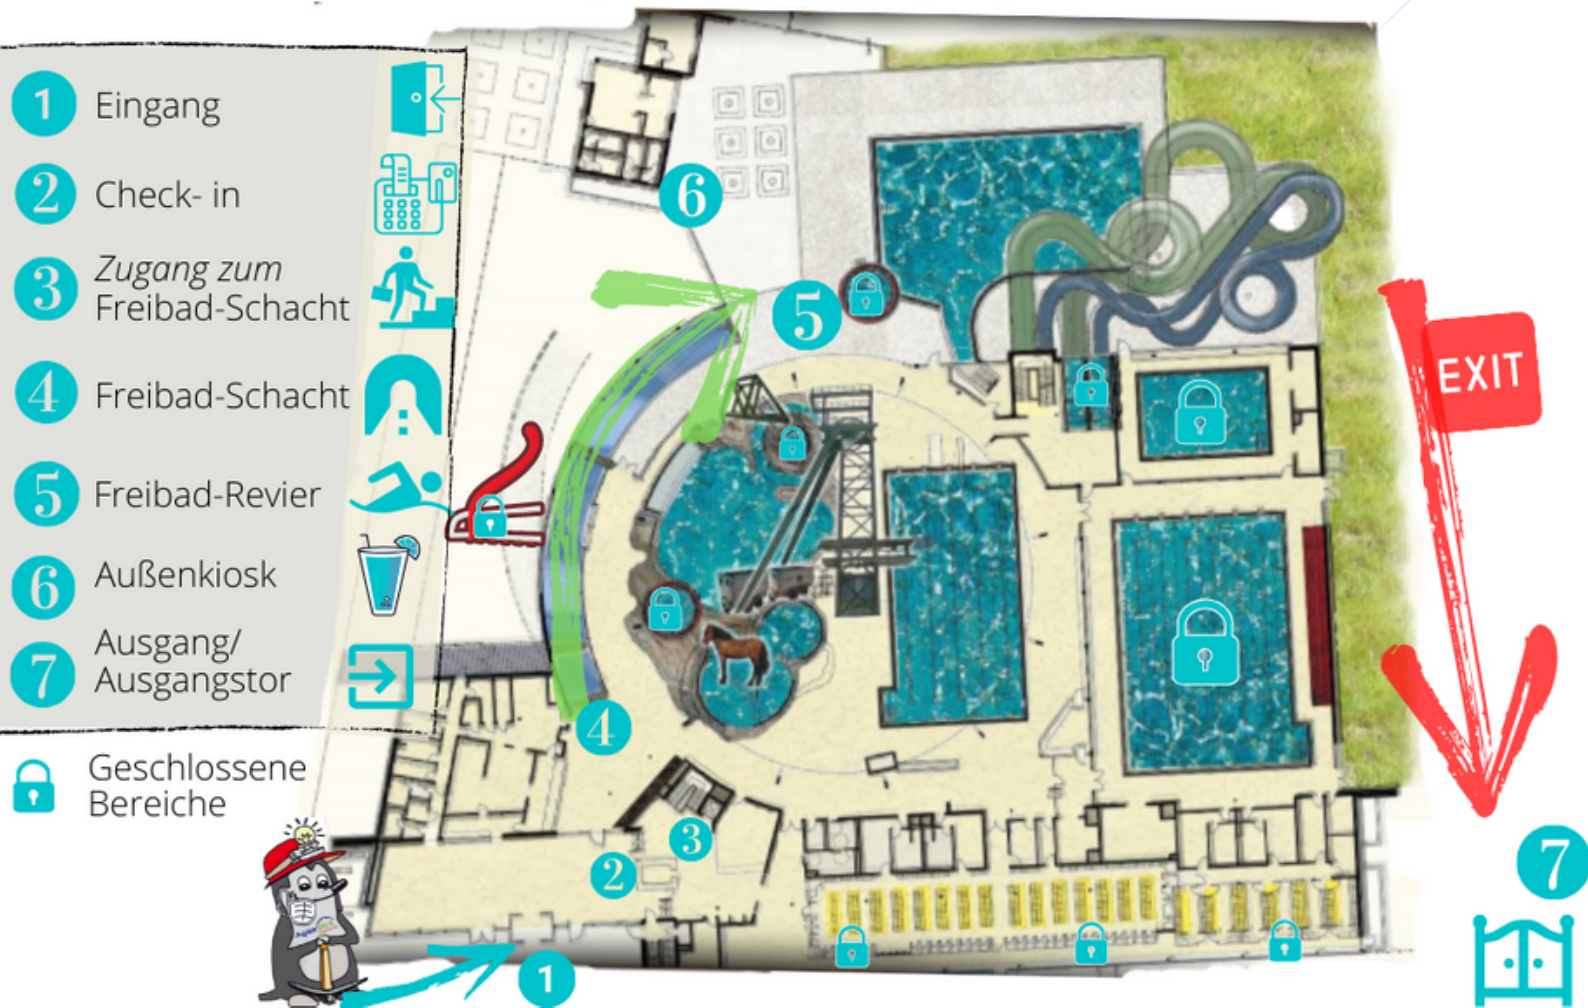 1 Eingang
2 Check- in
3 Zugang zum
Freibad-Schacht
4 Freibad-Schacht
5 Freibad-Revier
6 Außenkiosk
7 Ausgang/
Ausgangstor
Geschlossene
Bereiche
6
5
EXIT
4
3
2
7
1